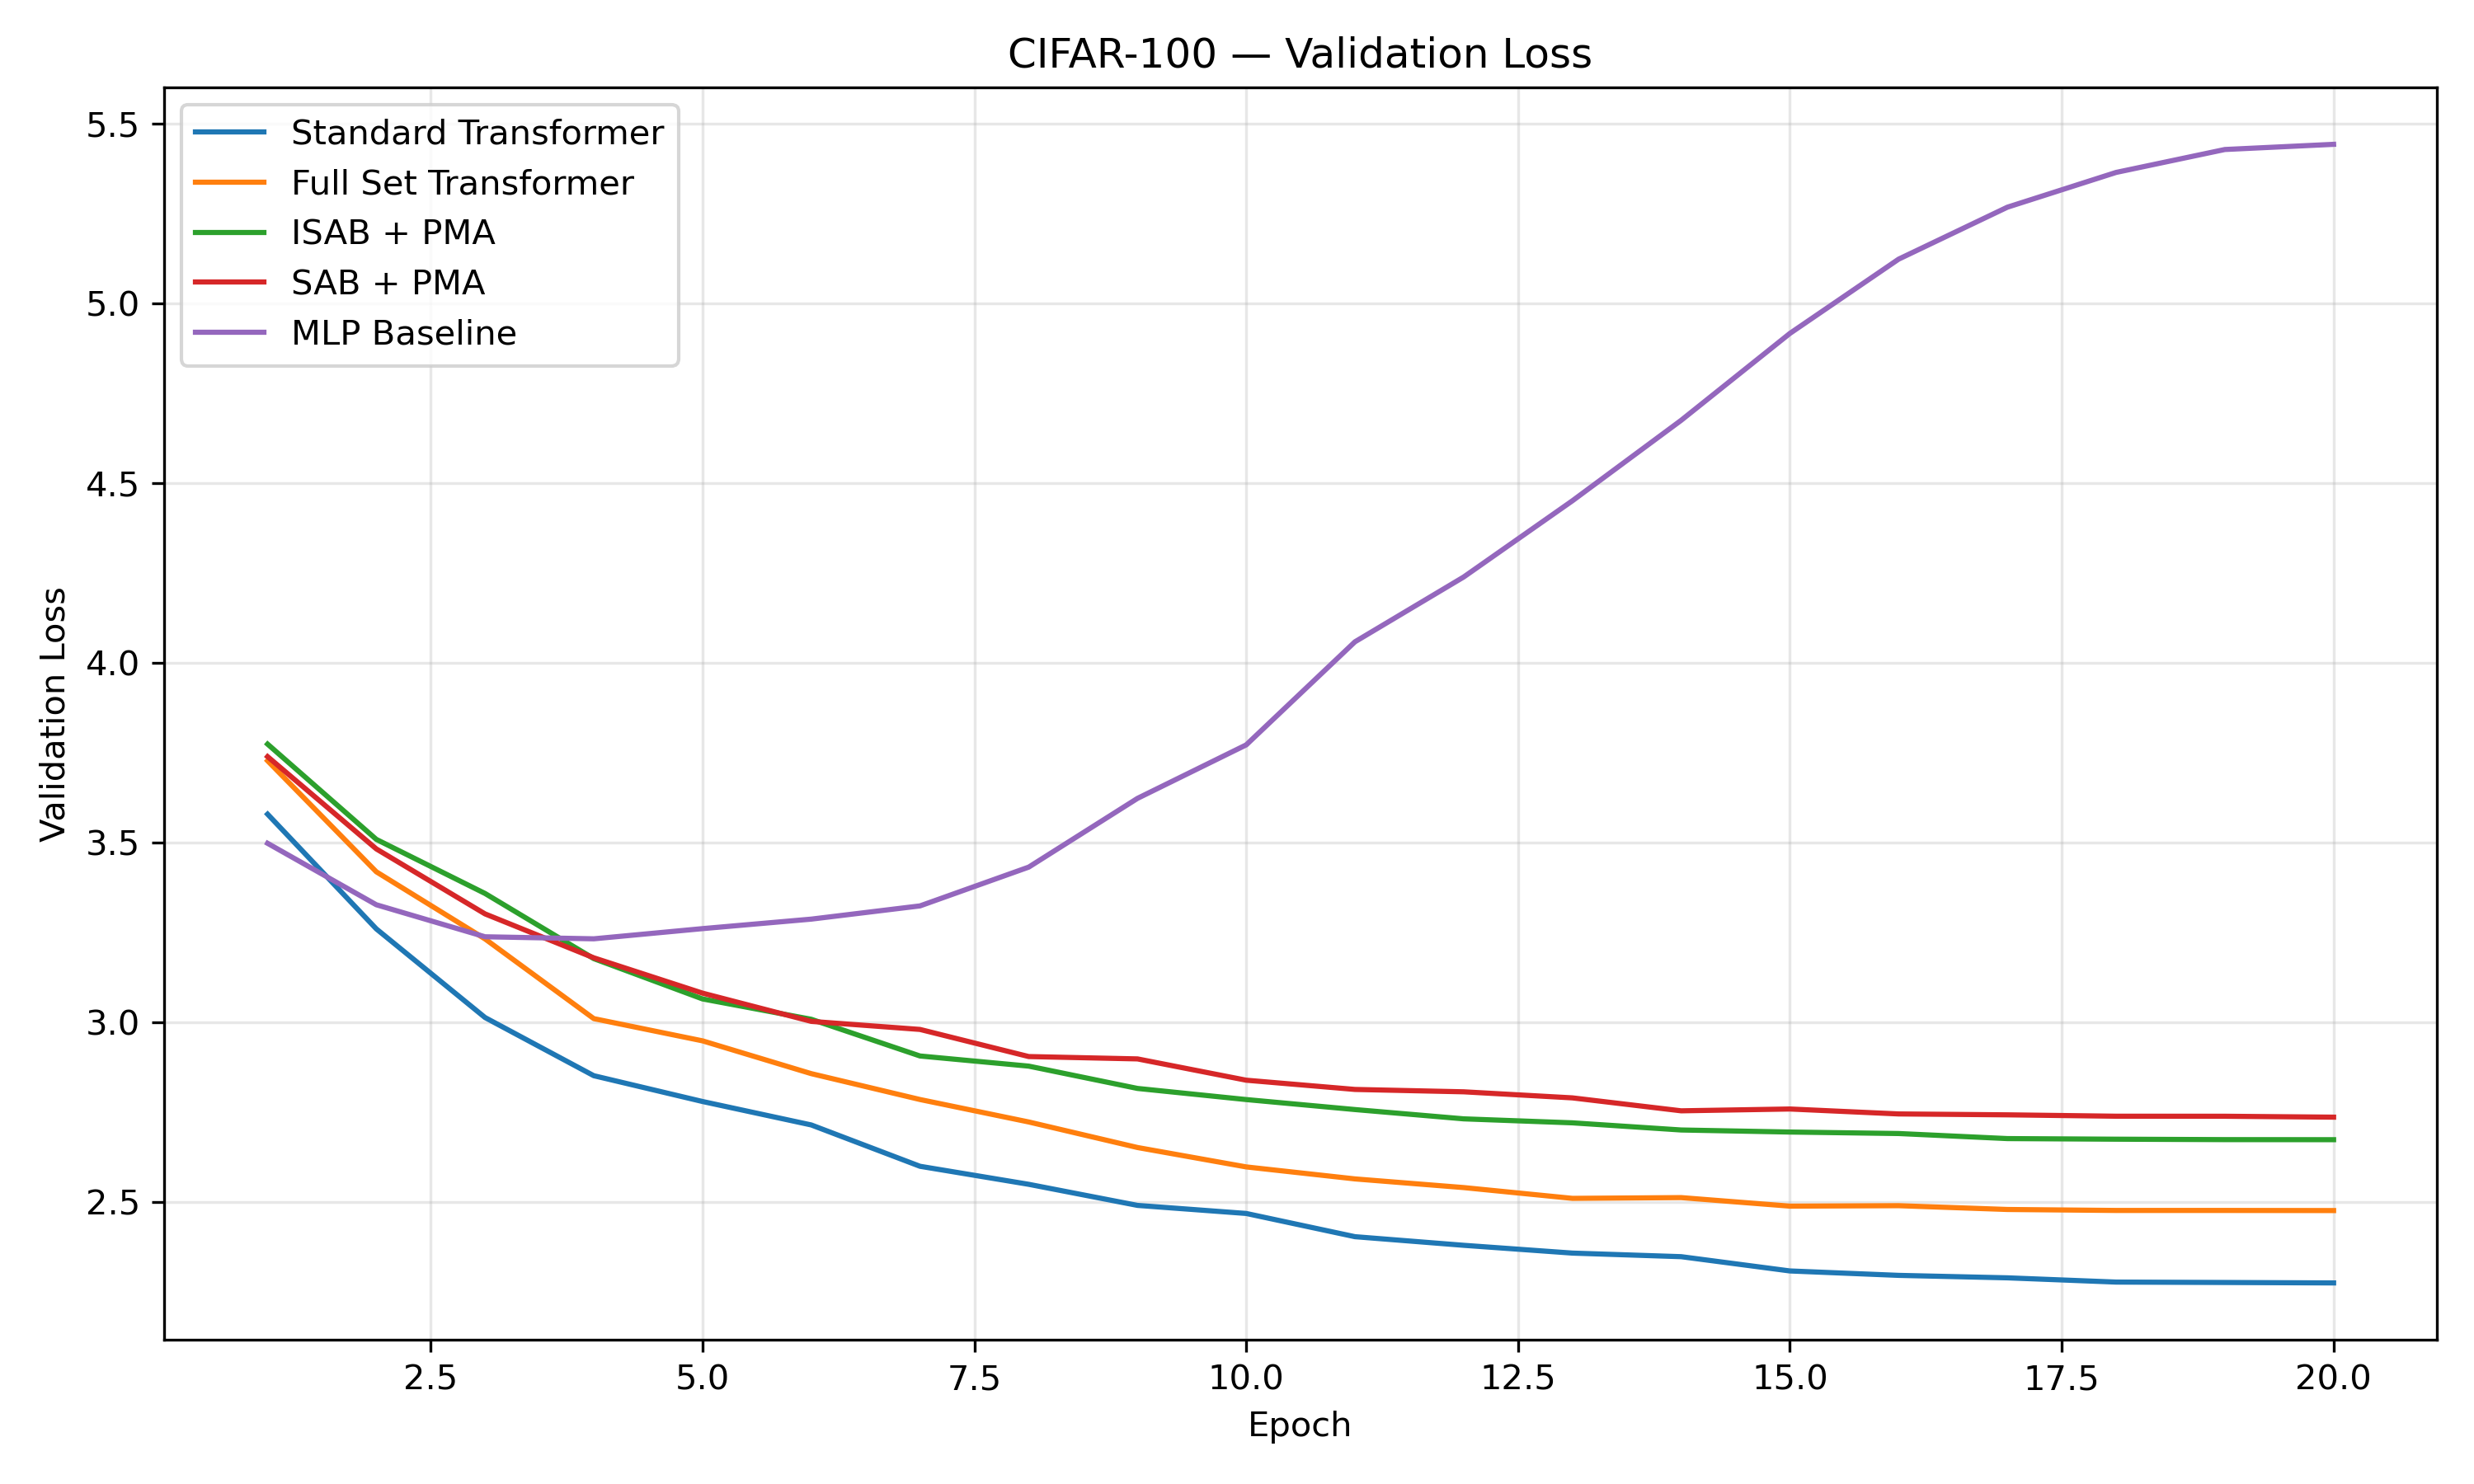 CIFAR-100 — Validation Loss
Standard Transformer
Full Set Transformer
ISAB + PMA
SAB + PMA
MLP Baseline
5.5
5.0
4.5
4.0
3.5
3.0
2.5
Validation Loss
2.5 5.0 7.5 10.0 12.5 15.0 17.5 20.0
Epoch